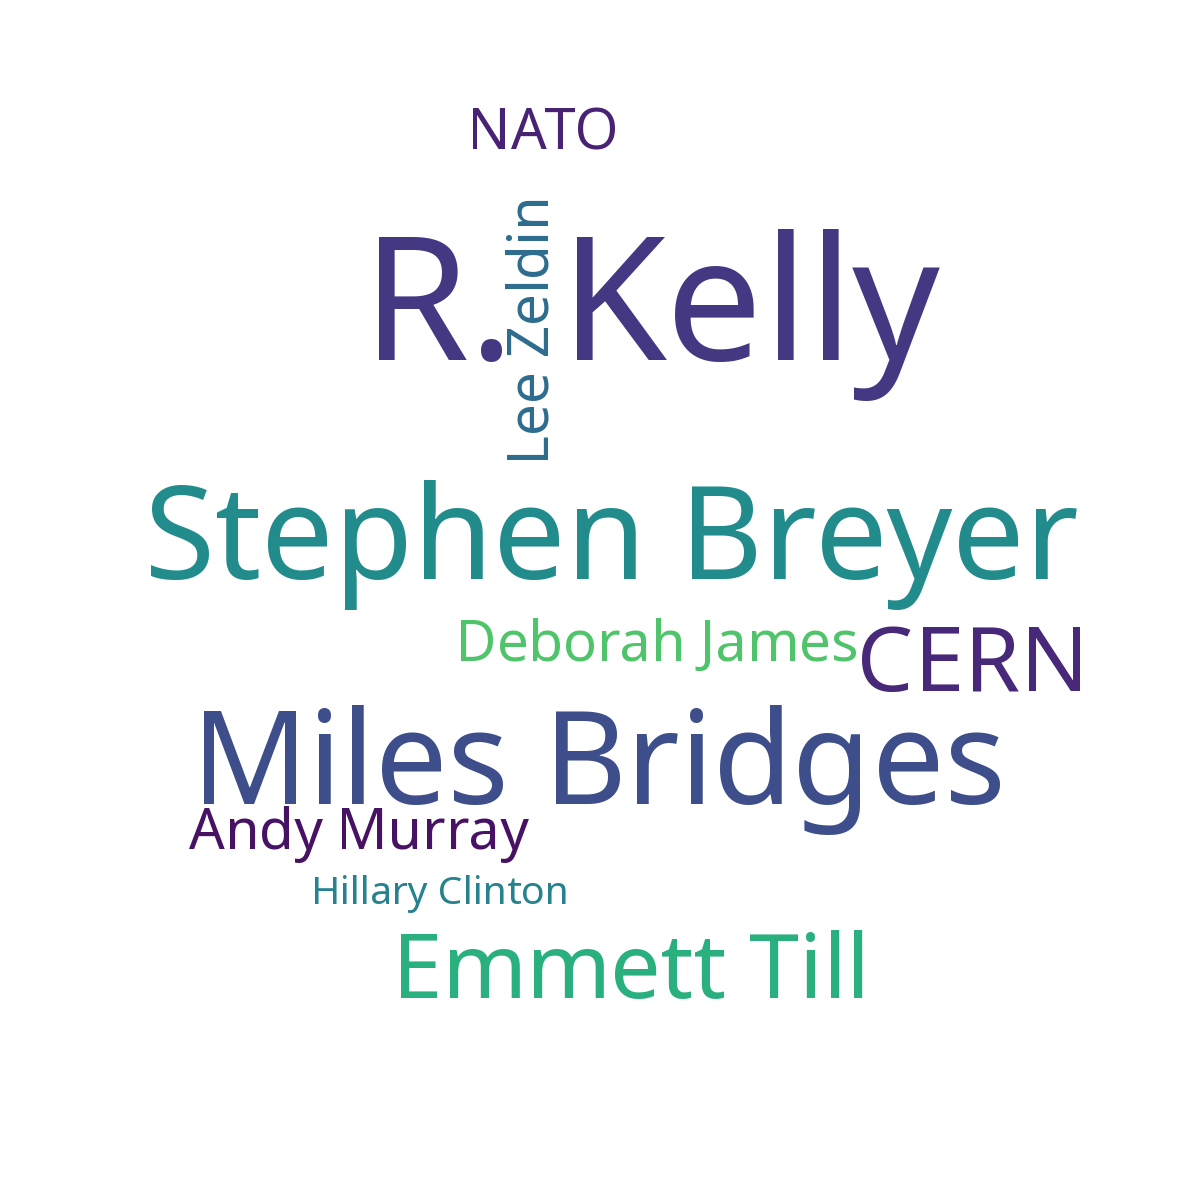 NATO
R. Kelly
Lee Zeldin
Stephen Breyer
Deborah James
CERN
Miles Bridges
Andy Murray
Hillary Clinton
Emmett Till